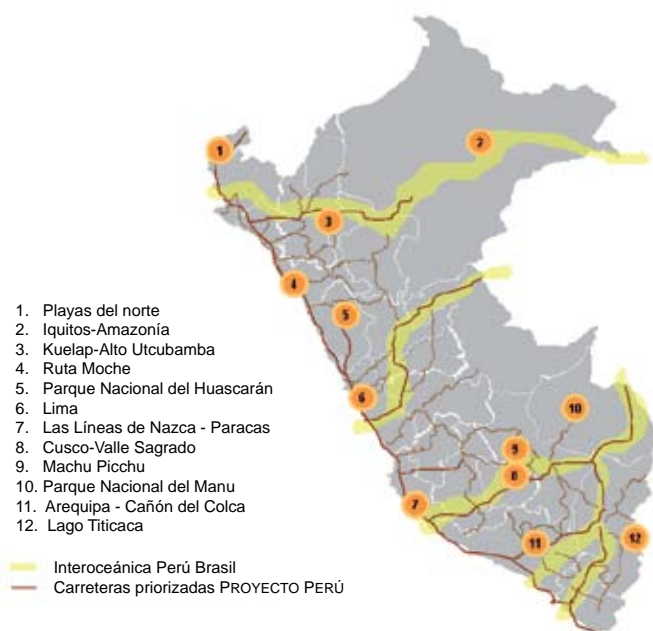 1
2
3
4
5
6
7
8
9
10
11
12
1. Playas del norte
2. Iquitos-Amazonía
3. Kuelap-Alto Utcubamba
4. Ruta Moche
5. Parque Nacional del Huascarán
6. Lima
7. Las Líneas de Nazca - Paracas
8. Cusco-Valle Sagrado
9. Machu Picchu
10. Parque Nacional del Manu
11. Arequipa - Cañón del Colca
12. Lago Titicaca
Interoceánica Perú Brasil
Carreteras priorizadas PROYECTO PERÚ